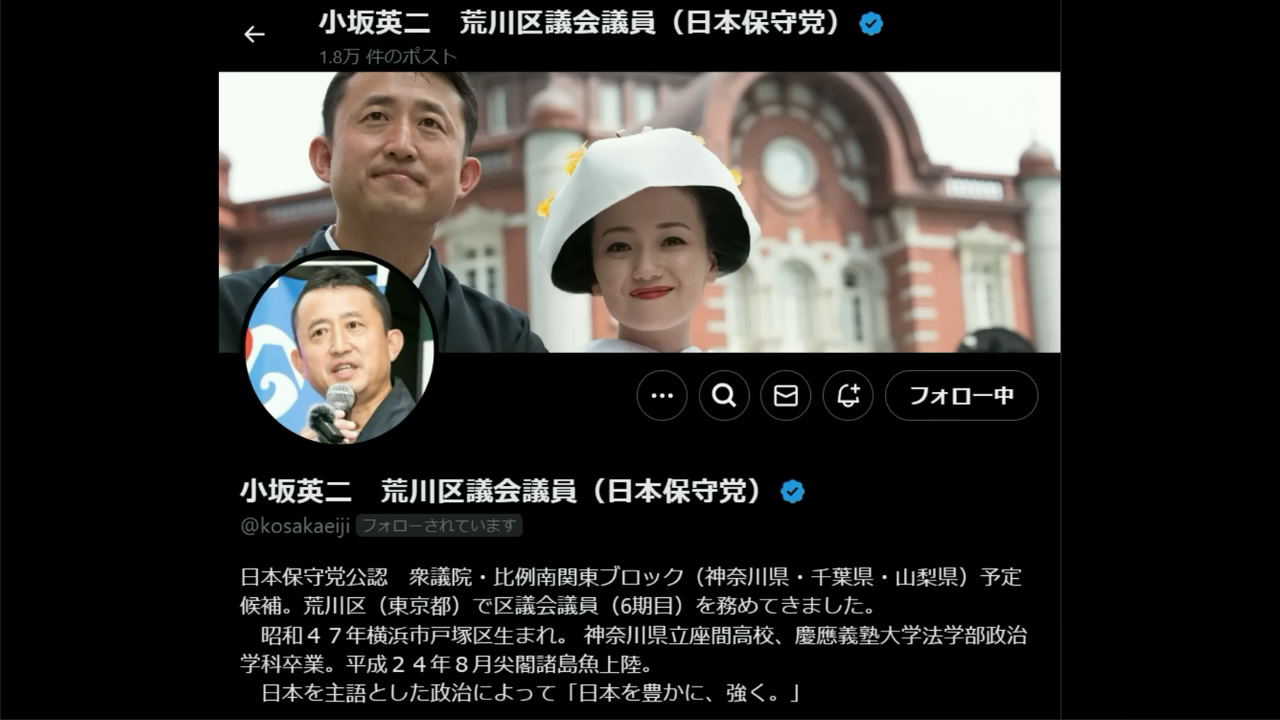 小坂英二　荒川区議会議員（日本保守党）
1.8万 件のポスト
フォロー中
小坂英二　荒川区議会議員（日本保守党）
@kosakaeiji フォローされています
日本保守党公認　衆議院・比例南関東ブロック（神奈川県・千葉県・山梨県）予定
候補。荒川区（東京都）で区議会議員（6期目）を務めてきました。
　昭和４７年横浜市戸塚区生まれ。 神奈川県立座間高校、慶應義塾大学法学部政治
学科卒業。平成２４年８月尖閣諸島魚上陸。
　日本を主語とした政治によって「日本を豊かに、強く。」